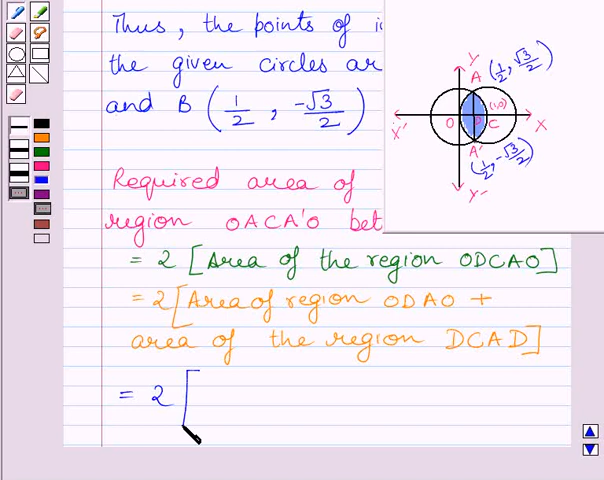 Thus, the points of
the given circles ar
and B (1/2, -√3/2)
Required area of
region OACA'O bet
= 2 [Area of the region ODCAO]
= 2[Area of region ODAO +
area of the region DCAD]
= 2 [
Y
A (1/2, √3/2)
(1,0)
X' O D C X
A'
(1/2, -√3/2)
Y'